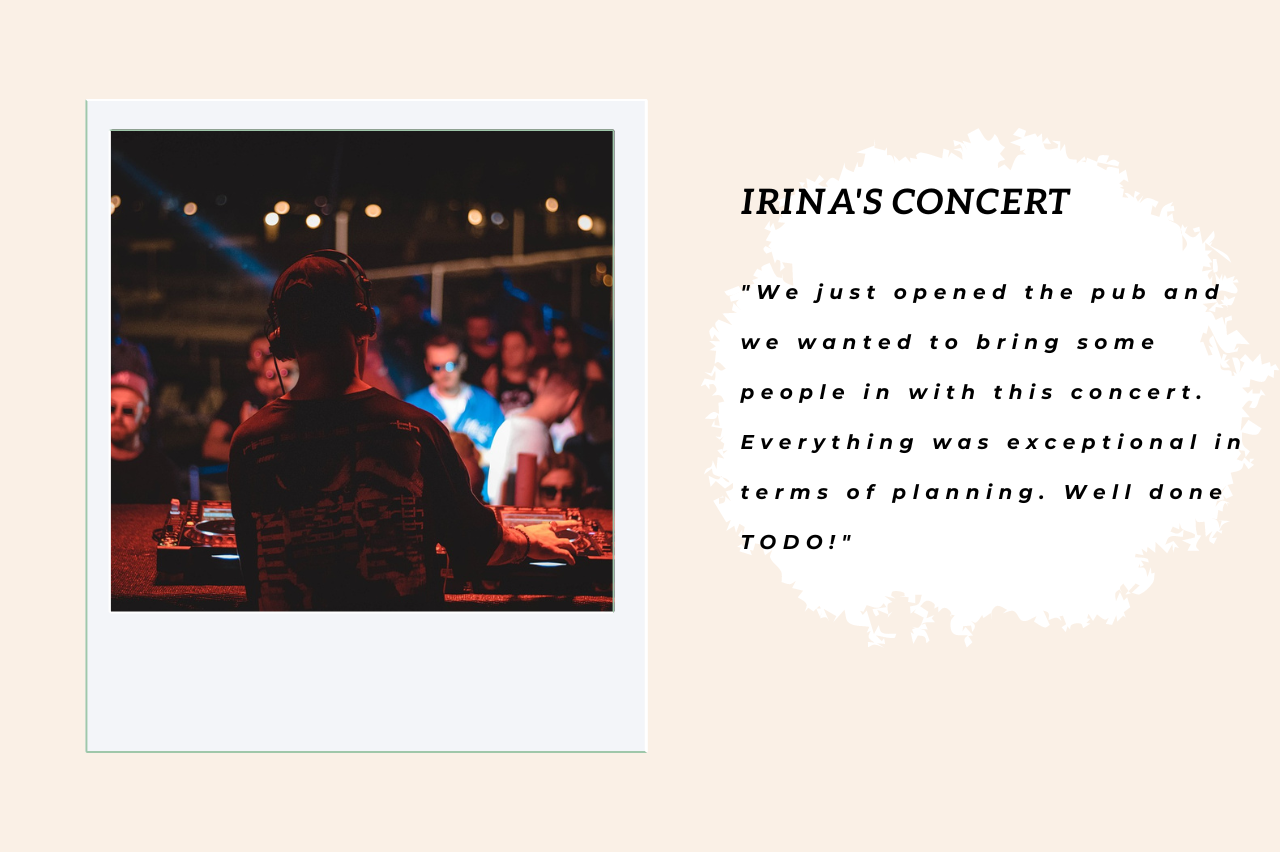 IRINA'S CONCERT
"We just opened the pub and
we wanted to bring some
people in with this concert.
Everything was exceptional in
terms of planning. Well done
TODO!"